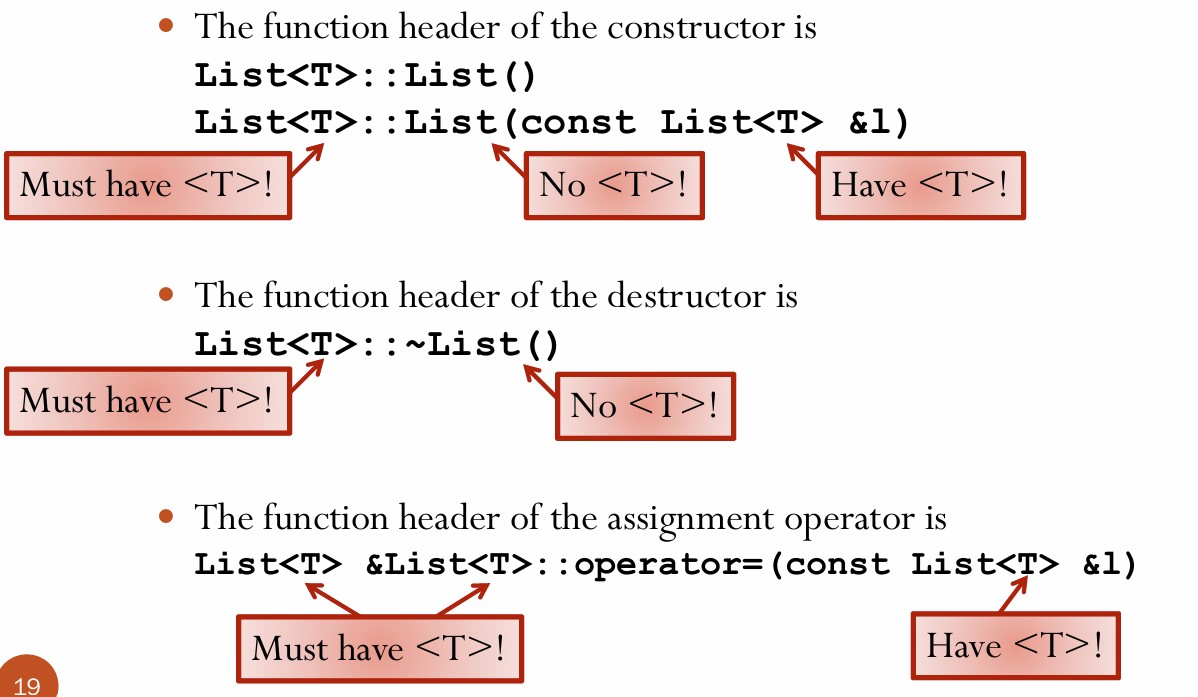 • The function header of the constructor is
List<T>::List()
List<T>::List(const List<T> &l)
Must have <T>!
No <T>!
Have <T>!
• The function header of the destructor is
List<T>::~List()
Must have <T>!
No <T>!
• The function header of the assignment operator is
List<T> &List<T>::operator=(const List<T> &l)
Must have <T>!
Have <T>!
19